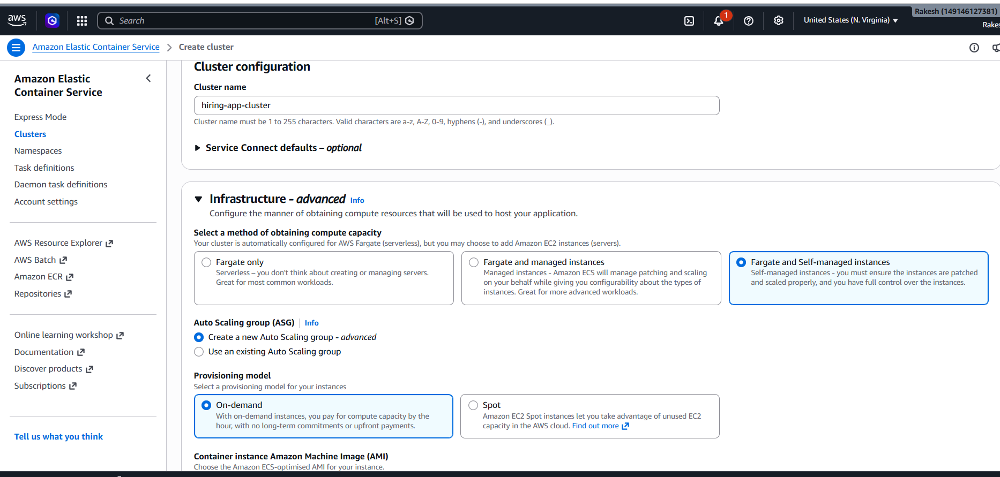 aws
Search
[Alt+S]
1
United States (N. Virginia)
Rakesh (149146127381)
Amazon Elastic Container Service
Create cluster
Amazon Elastic
Container Service
Express Mode
Clusters
Namespaces
Task definitions
Daemon task definitions
Account settings
AWS Resource Explorer
AWS Batch
Amazon ECR
Repositories
Online learning workshop
Documentation
Discover products
Subscriptions
Tell us what you think
Cluster configuration
Cluster name
hiring-app-cluster
Cluster name must be 1 to 255 characters. Valid characters are a-z, A-Z, 0-9, hyphens (-), and underscores (_).
Service Connect defaults – optional
Infrastructure - advanced Info
Configure the manner of obtaining compute resources that will be used to host your application.
Select a method of obtaining compute capacity
Your cluster is automatically configured for AWS Fargate (serverless), but you may choose to add Amazon EC2 instances (servers).
Fargate only
Serverless – you don't think about creating or managing servers.
Great for most common workloads.
Fargate and managed instances
Managed instances - Amazon ECS will manage patching and scaling
on your behalf while giving you configurability about the types of
instances. Great for more advanced workloads.
Fargate and Self-managed instances
Self-managed instances - you must ensure the instances are patched
and scaled properly, and you have full control over the instances.
Auto Scaling group (ASG) Info
Create a new Auto Scaling group - advanced
Use an existing Auto Scaling group
Provisioning model
Select a provisioning model for your instances
On-demand
With on-demand instances, you pay for compute capacity by the
hour, with no long-term commitments or upfront payments.
Spot
Amazon EC2 Spot instances let you take advantage of unused EC2
capacity in the AWS cloud. Find out more
Container instance Amazon Machine Image (AMI)
Choose the Amazon ECS-optimised AMI for your instance.